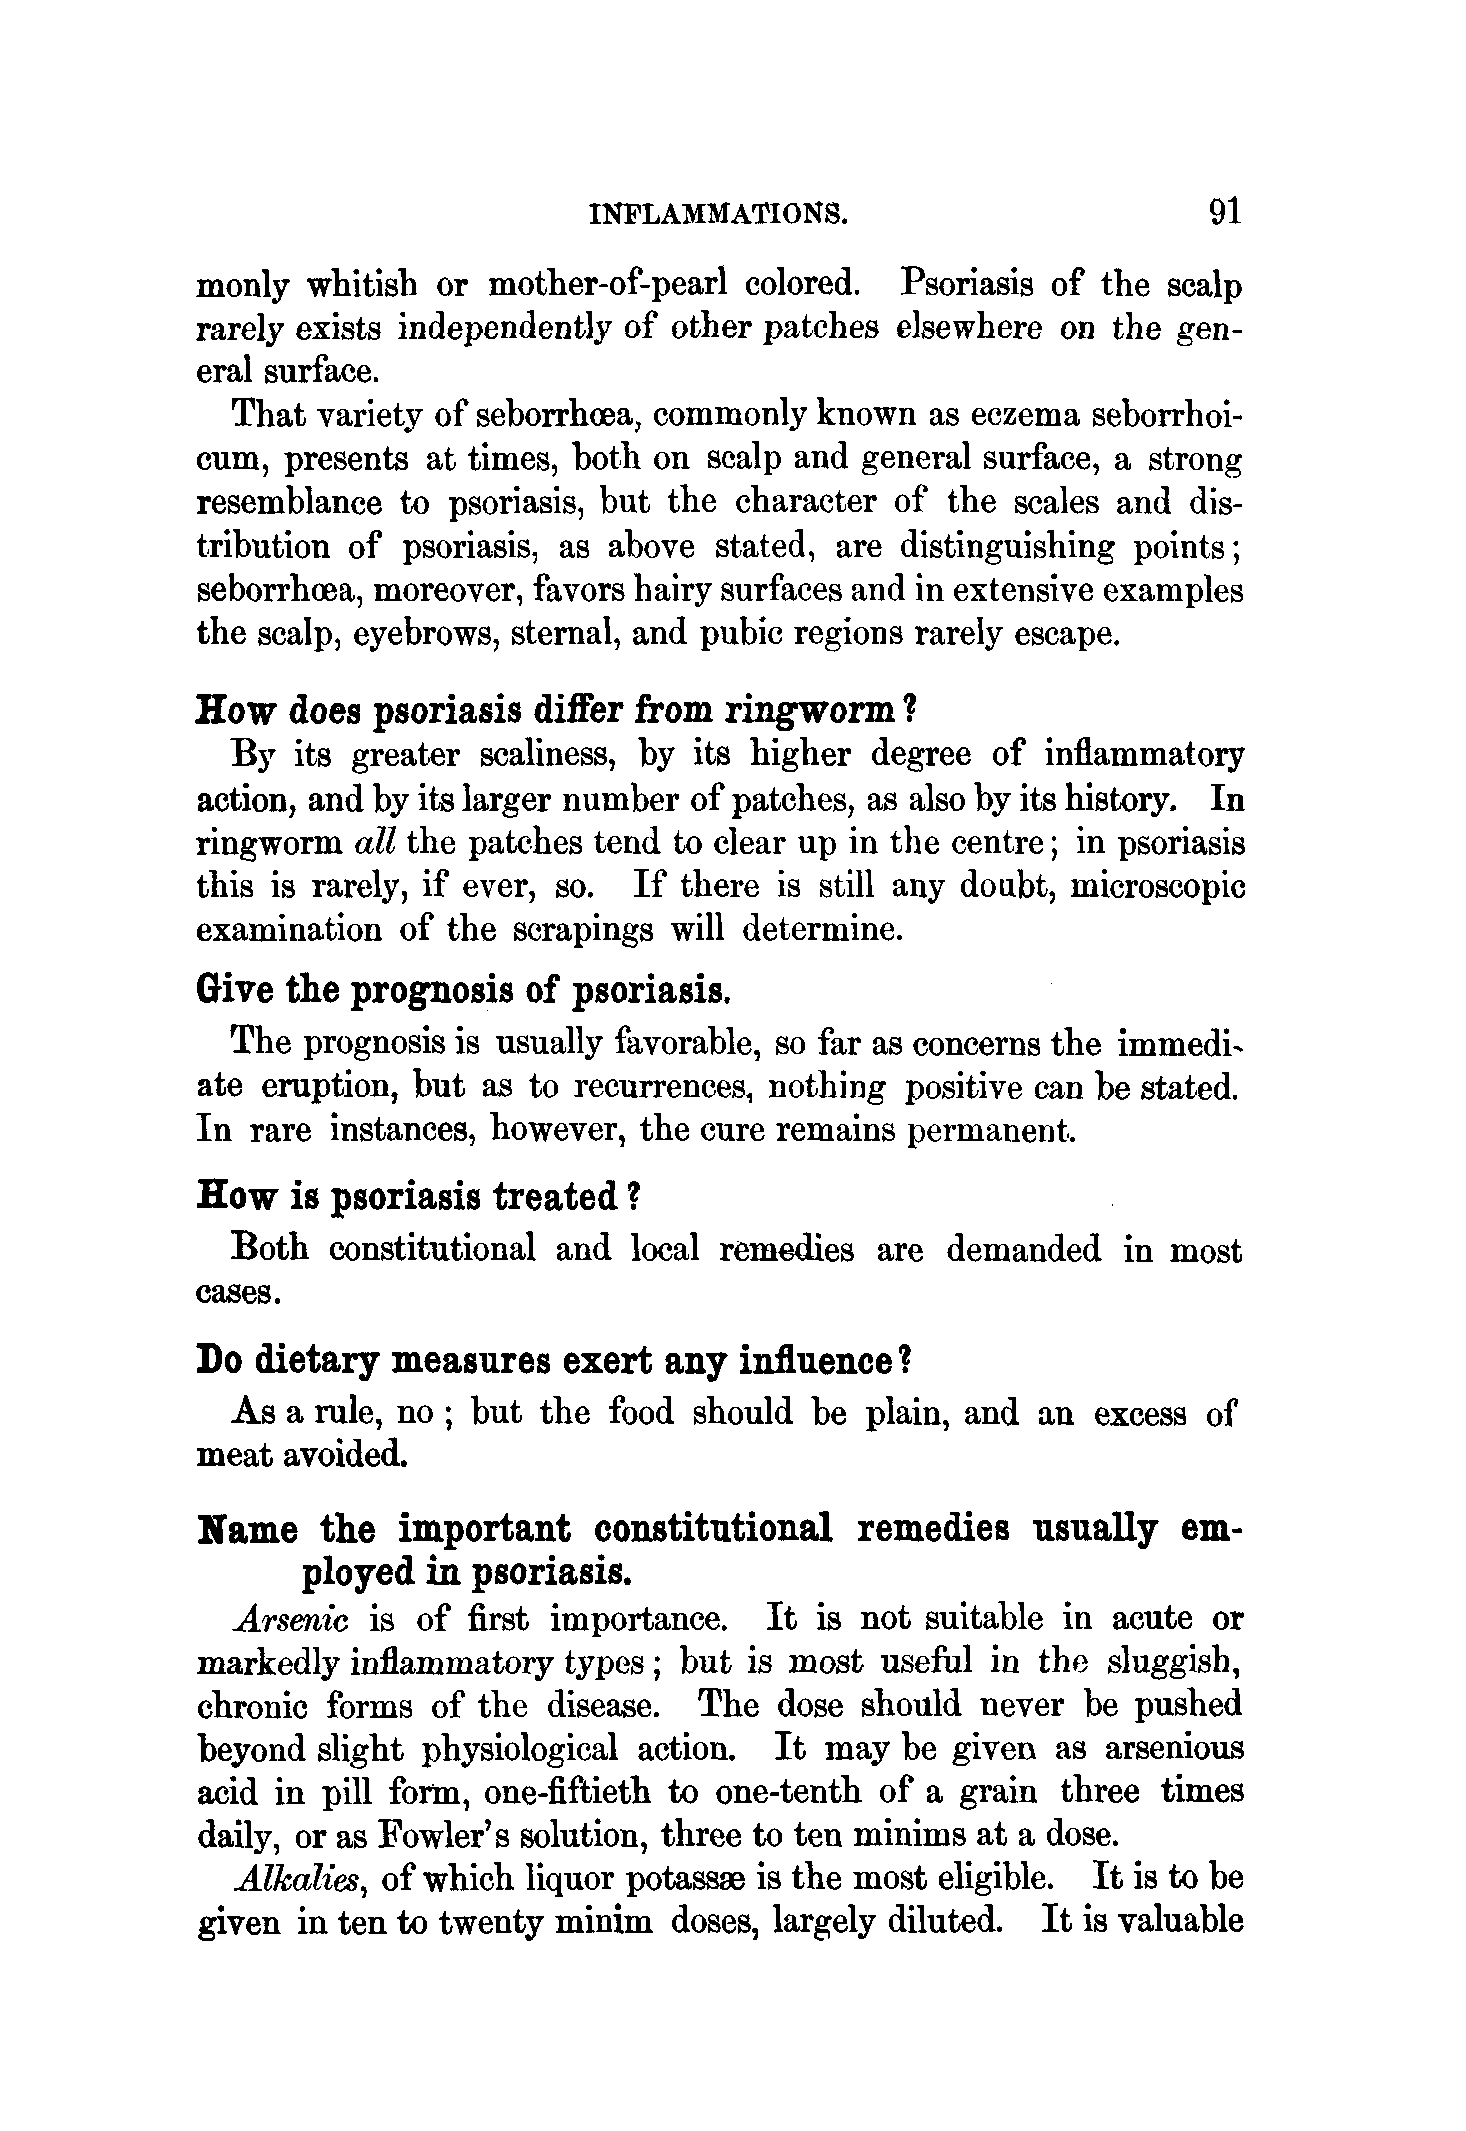 INFLAMMATIONS. 91
monly whitish or mother-of-pearl colored. Psoriasis of the scalp
rarely exists independently of other patches elsewhere on the gen-
eral surface.
That variety of seborrhœa, commonly known as eczema seborrhoi-
cum, presents at times, both on scalp and general surface, a strong
resemblance to psoriasis, but the character of the scales and dis-
tribution of psoriasis, as above stated, are distinguishing points;
seborrhœa, moreover, favors hairy surfaces and in extensive examples
the scalp, eyebrows, sternal, and pubic regions rarely escape.
How does psoriasis differ from ringworm?
By its greater scaliness, by its higher degree of inflammatory
action, and by its larger number of patches, as also by its history. In
ringworm all the patches tend to clear up in the centre; in psoriasis
this is rarely, if ever, so. If there is still any doubt, microscopic
examination of the scrapings will determine.
Give the prognosis of psoriasis.
The prognosis is usually favorable, so far as concerns the immedi-
ate eruption, but as to recurrences, nothing positive can be stated.
In rare instances, however, the cure remains permanent.
How is psoriasis treated?
Both constitutional and local remedies are demanded in most
cases.
Do dietary measures exert any influence?
As a rule, no; but the food should be plain, and an excess of
meat avoided.
Name the important constitutional remedies usually em-
ployed in psoriasis.
Arsenic is of first importance. It is not suitable in acute or
markedly inflammatory types; but is most useful in the sluggish,
chronic forms of the disease. The dose should never be pushed
beyond slight physiological action. It may be given as arsenious
acid in pill form, one-fiftieth to one-tenth of a grain three times
daily, or as Fowler's solution, three to ten minims at a dose.
Alkalies, of which liquor potassæ is the most eligible. It is to be
given in ten to twenty minim doses, largely diluted. It is valuable